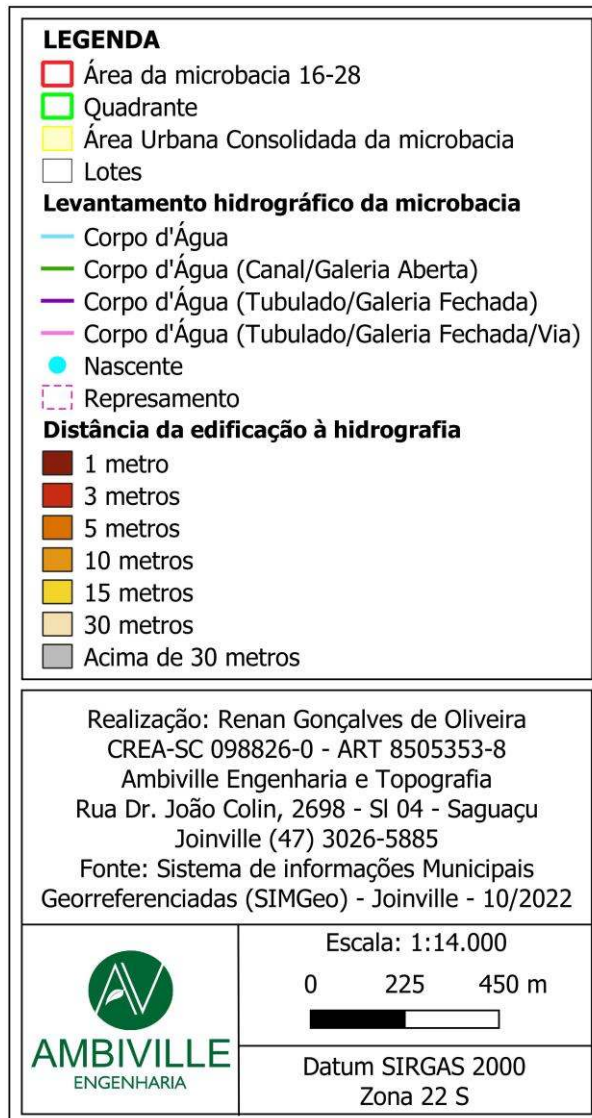 LEGENDA
Área da microbacia 16-28
Quadrante
Área Urbana Consolidada da microbacia
Lotes
Levantamento hidrográfico da microbacia
Corpo d'Água
Corpo d'Água (Canal/Galeria Aberta)
Corpo d'Água (Tubulado/Galeria Fechada)
Corpo d'Água (Tubulado/Galeria Fechada/Via)
Nascente
Represamento
Distância da edificação à hidrografia
1 metro
3 metros
5 metros
10 metros
15 metros
30 metros
Acima de 30 metros
Realização: Renan Gonçalves de Oliveira
CREA-SC 098826-0 - ART 8505353-8
Ambiville Engenharia e Topografia
Rua Dr. João Colin, 2698 - Sl 04 - Saguaçu
Joinville (47) 3026-5885
Fonte: Sistema de informações Municipais
Georreferenciadas (SIMGeo) - Joinville - 10/2022
AV
AMBIVILLE
ENGENHARIA
Escala: 1:14.000
0 225 450 m
Datum SIRGAS 2000
Zona 22 S